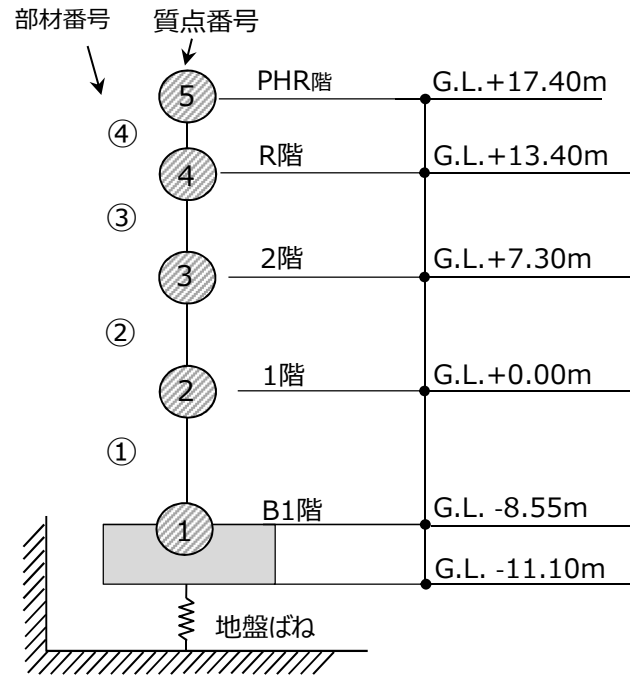 部材番号 質点番号
5 PHR階 G.L.+17.40m
④
4 R階 G.L.+13.40m
③
3 2階 G.L.+7.30m
②
2 1階 G.L.+0.00m
①
1 B1階 G.L. -8.55m
G.L. -11.10m
地盤ばね